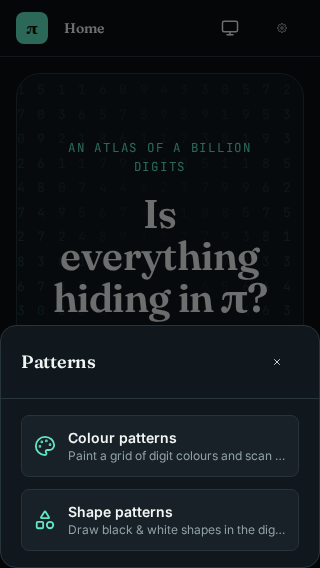 π Home
AN ATLAS OF A BILLION
DIGITS
Is
everything
hiding in π?
Patterns
Colour patterns
Paint a grid of digit colours and scan ...
Shape patterns
Draw black & white shapes in the dig...